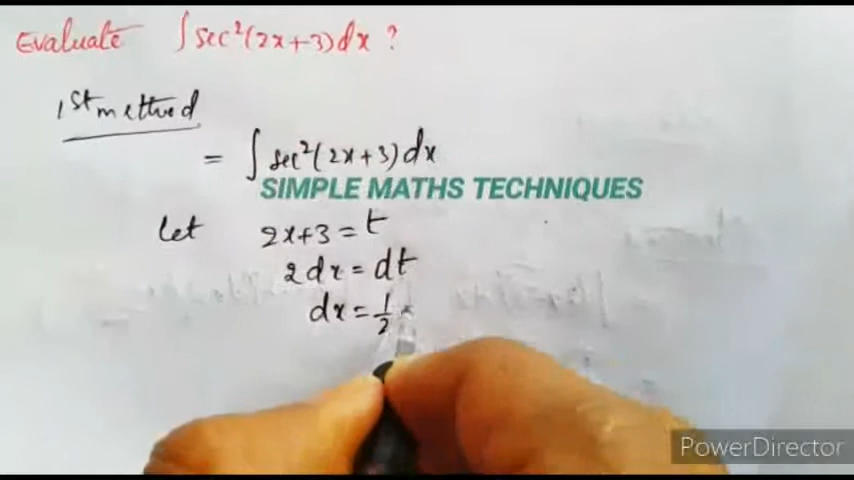 Evaluate ∫ sec²(2x+3)dx ?
1st method
= ∫ sec²(2x+3)dx
SIMPLE MATHS TECHNIQUES
Let 2x+3 = t
2dx = dt
dx = 1/2
PowerDirector